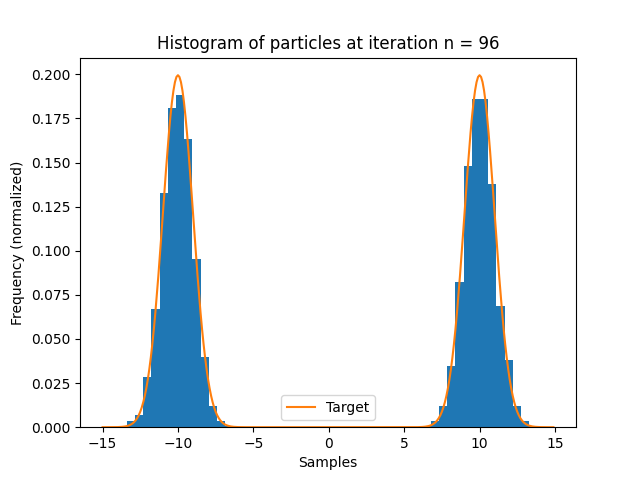 Histogram of particles at iteration n = 96
Frequency (normalized)
0.200
0.175
0.150
0.125
0.100
0.075
0.050
0.025
0.000
Target
−15 −10 −5 0 5 10 15
Samples